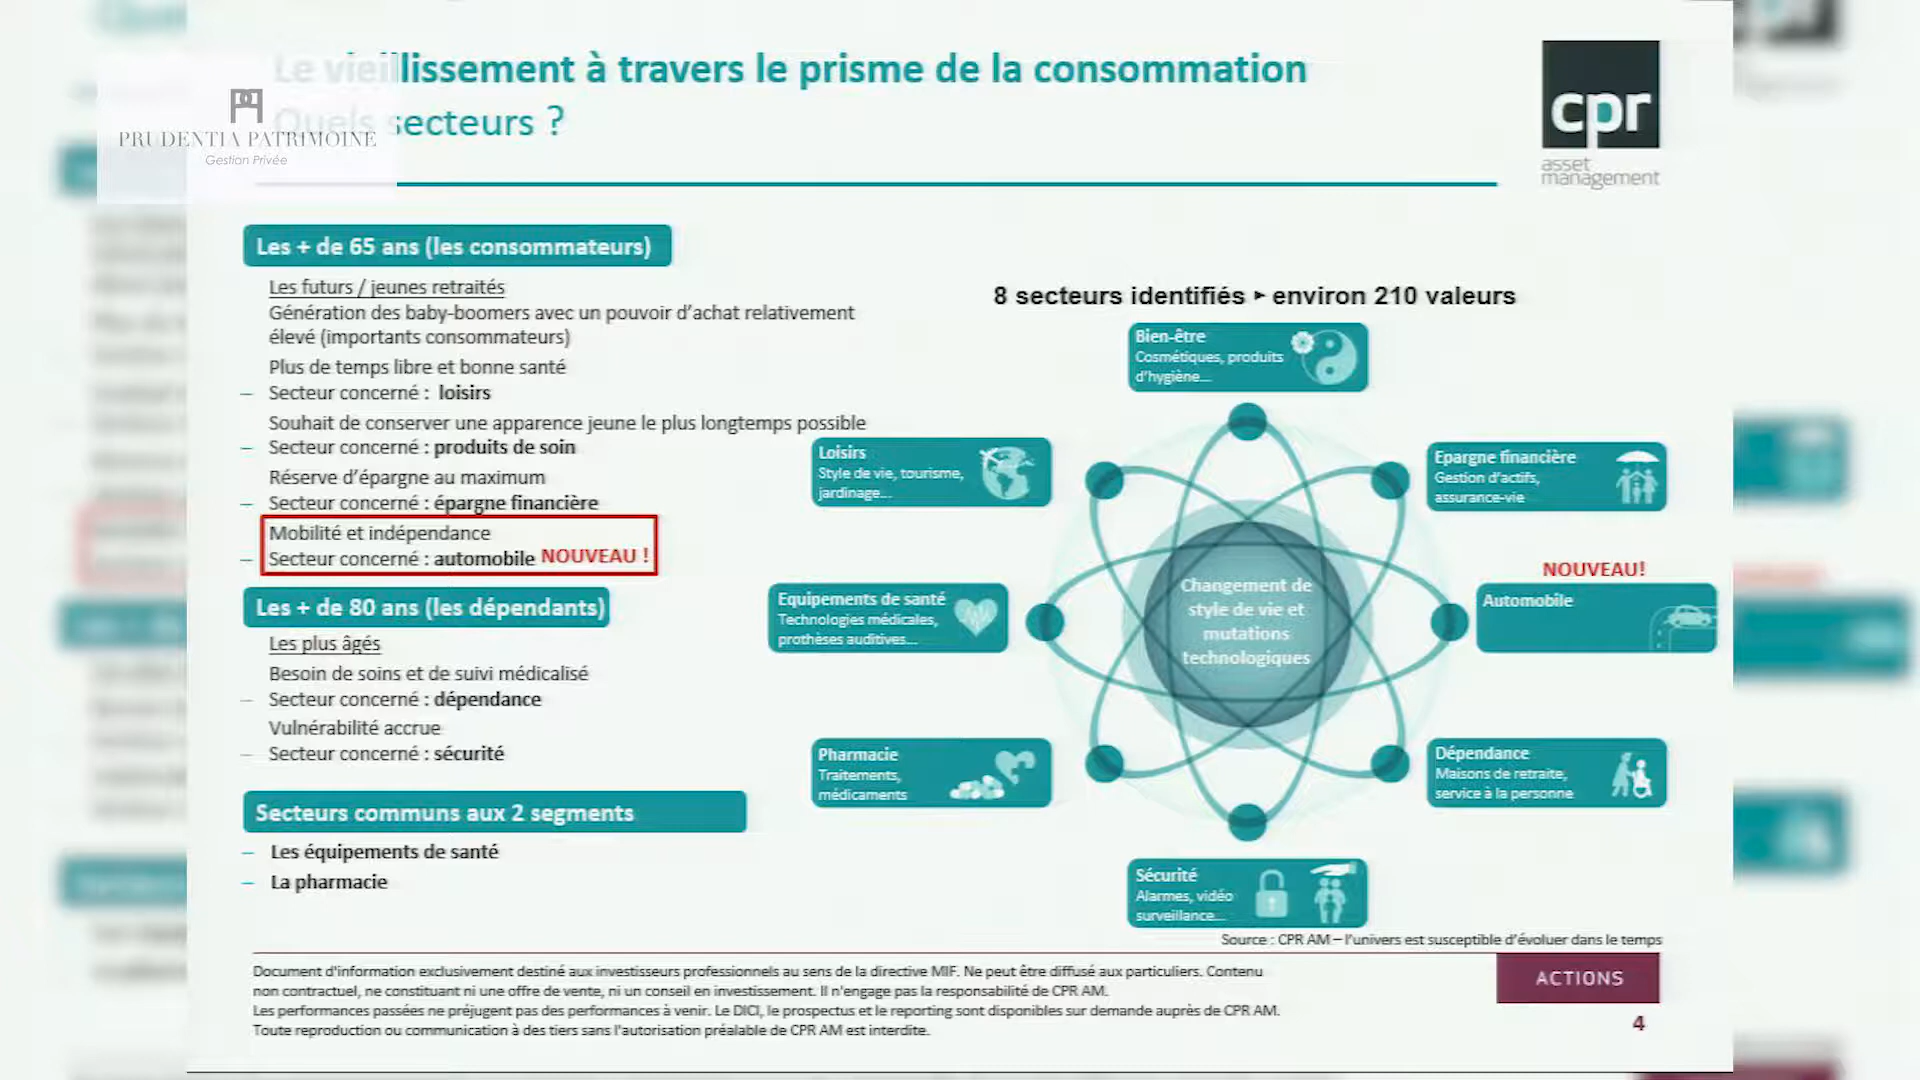 Le vieillissement à travers le prisme de la consommation
Quels secteurs ?
PRUDENTIA PATRIMOINE
Gestion Privée
cpr
asset
management
Les + de 65 ans (les consommateurs)
Les futurs / jeunes retraités
Génération des baby-boomers avec un pouvoir d'achat relativement
élevé (importants consommateurs)
Plus de temps libre et bonne santé
– Secteur concerné : loisirs
Souhait de conserver une apparence jeune le plus longtemps possible
– Secteur concerné : produits de soin
Réserve d'épargne au maximum
– Secteur concerné : épargne financière
Mobilité et indépendance
– Secteur concerné : automobile NOUVEAU !
Les + de 80 ans (les dépendants)
Les plus âgés
Besoin de soins et de suivi médicalisé
– Secteur concerné : dépendance
Vulnérabilité accrue
– Secteur concerné : sécurité
Secteurs communs aux 2 segments
– Les équipements de santé
– La pharmacie
8 secteurs identifiés ▸ environ 210 valeurs
Bien-être
Cosmétiques, produits
d'hygiène...
Loisirs
Style de vie, tourisme,
jardinage...
Epargne financière
Gestion d'actifs,
assurance-vie
Equipements de santé
Technologies médicales,
prothèses auditives...
Changement de
style de vie et
mutations
technologiques
NOUVEAU!
Automobile
Pharmacie
Traitements,
médicaments
Dépendance
Maisons de retraite,
service à la personne
Sécurité
Alarmes, vidéo
surveillance...
Source : CPR AM – l'univers est susceptible d'évoluer dans le temps
Document d'information exclusivement destiné aux investisseurs professionnels au sens de la directive MIF. Ne peut être diffusé aux particuliers. Contenu
non contractuel, ne constituant ni une offre de vente, ni un conseil en investissement. Il n'engage pas la responsabilité de CPR AM.
Les performances passées ne préjugent pas des performances à venir. Le DICI, le prospectus et le reporting sont disponibles sur demande auprès de CPR AM.
Toute reproduction ou communication à des tiers sans l'autorisation préalable de CPR AM est interdite.
ACTIONS
4